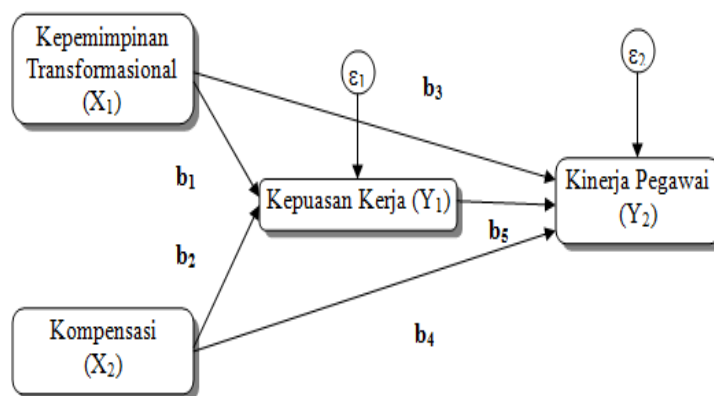 Kepemimpinan
Transformasional
(X₁)
ε₁
ε₂
b₃
b₁
Kepuasan Kerja (Y₁)
Kinerja Pegawai
(Y₂)
b₅
b₂
Kompensasi
(X₂)
b₄